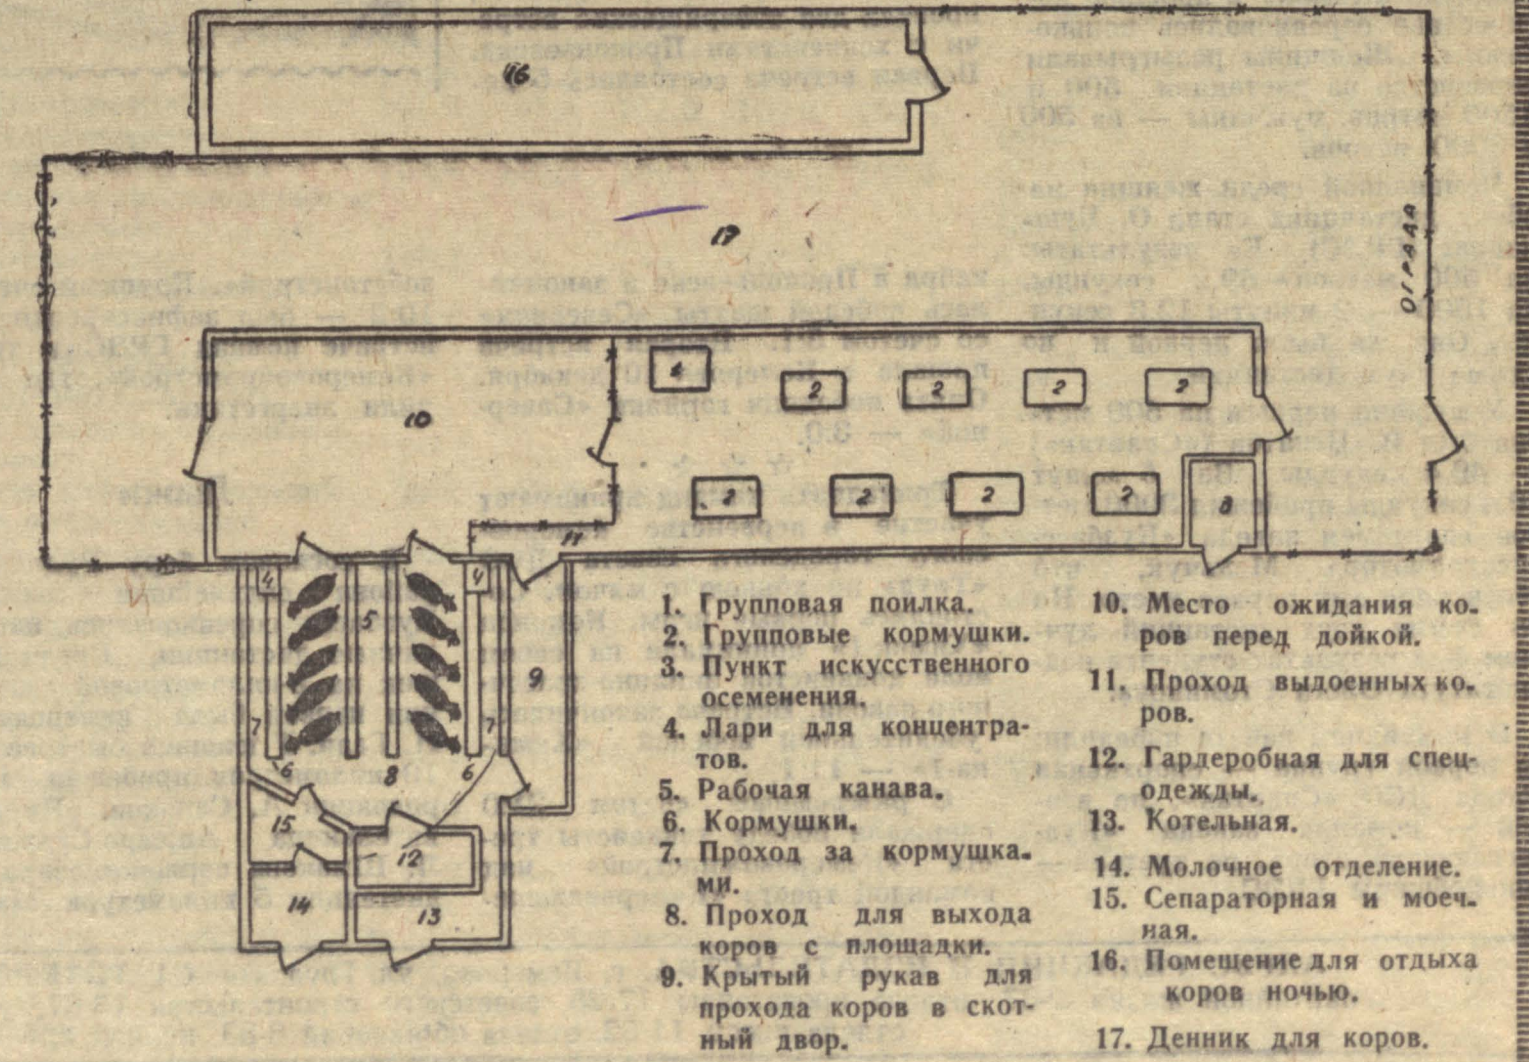 16
17
ОГРАДА
1
2
2
2
2
10
2
2
2
2
11
4
4
5
9
7
7
6
8
6
15
12
14
13
1. Групповая поилка.
2. Групповые кормушки.
3. Пункт искусственного
осеменения.
4. Лари для концентра-
тов.
5. Рабочая канава.
6. Кормушки.
7. Проход за кормушка-
ми.
8. Проход для выхода
коров с площадки.
9. Крытый рукав для
прохода коров в скот-
ный двор.
10. Место ожидания ко-
ров перед дойкой.
11. Проход выдоенных ко-
ров.
12. Гардеробная для спец-
одежды.
13. Котельная.
14. Молочное отделение.
15. Сепараторная и моеч-
ная.
16. Помещение для отдыха
коров ночью.
17. Денник для коров.